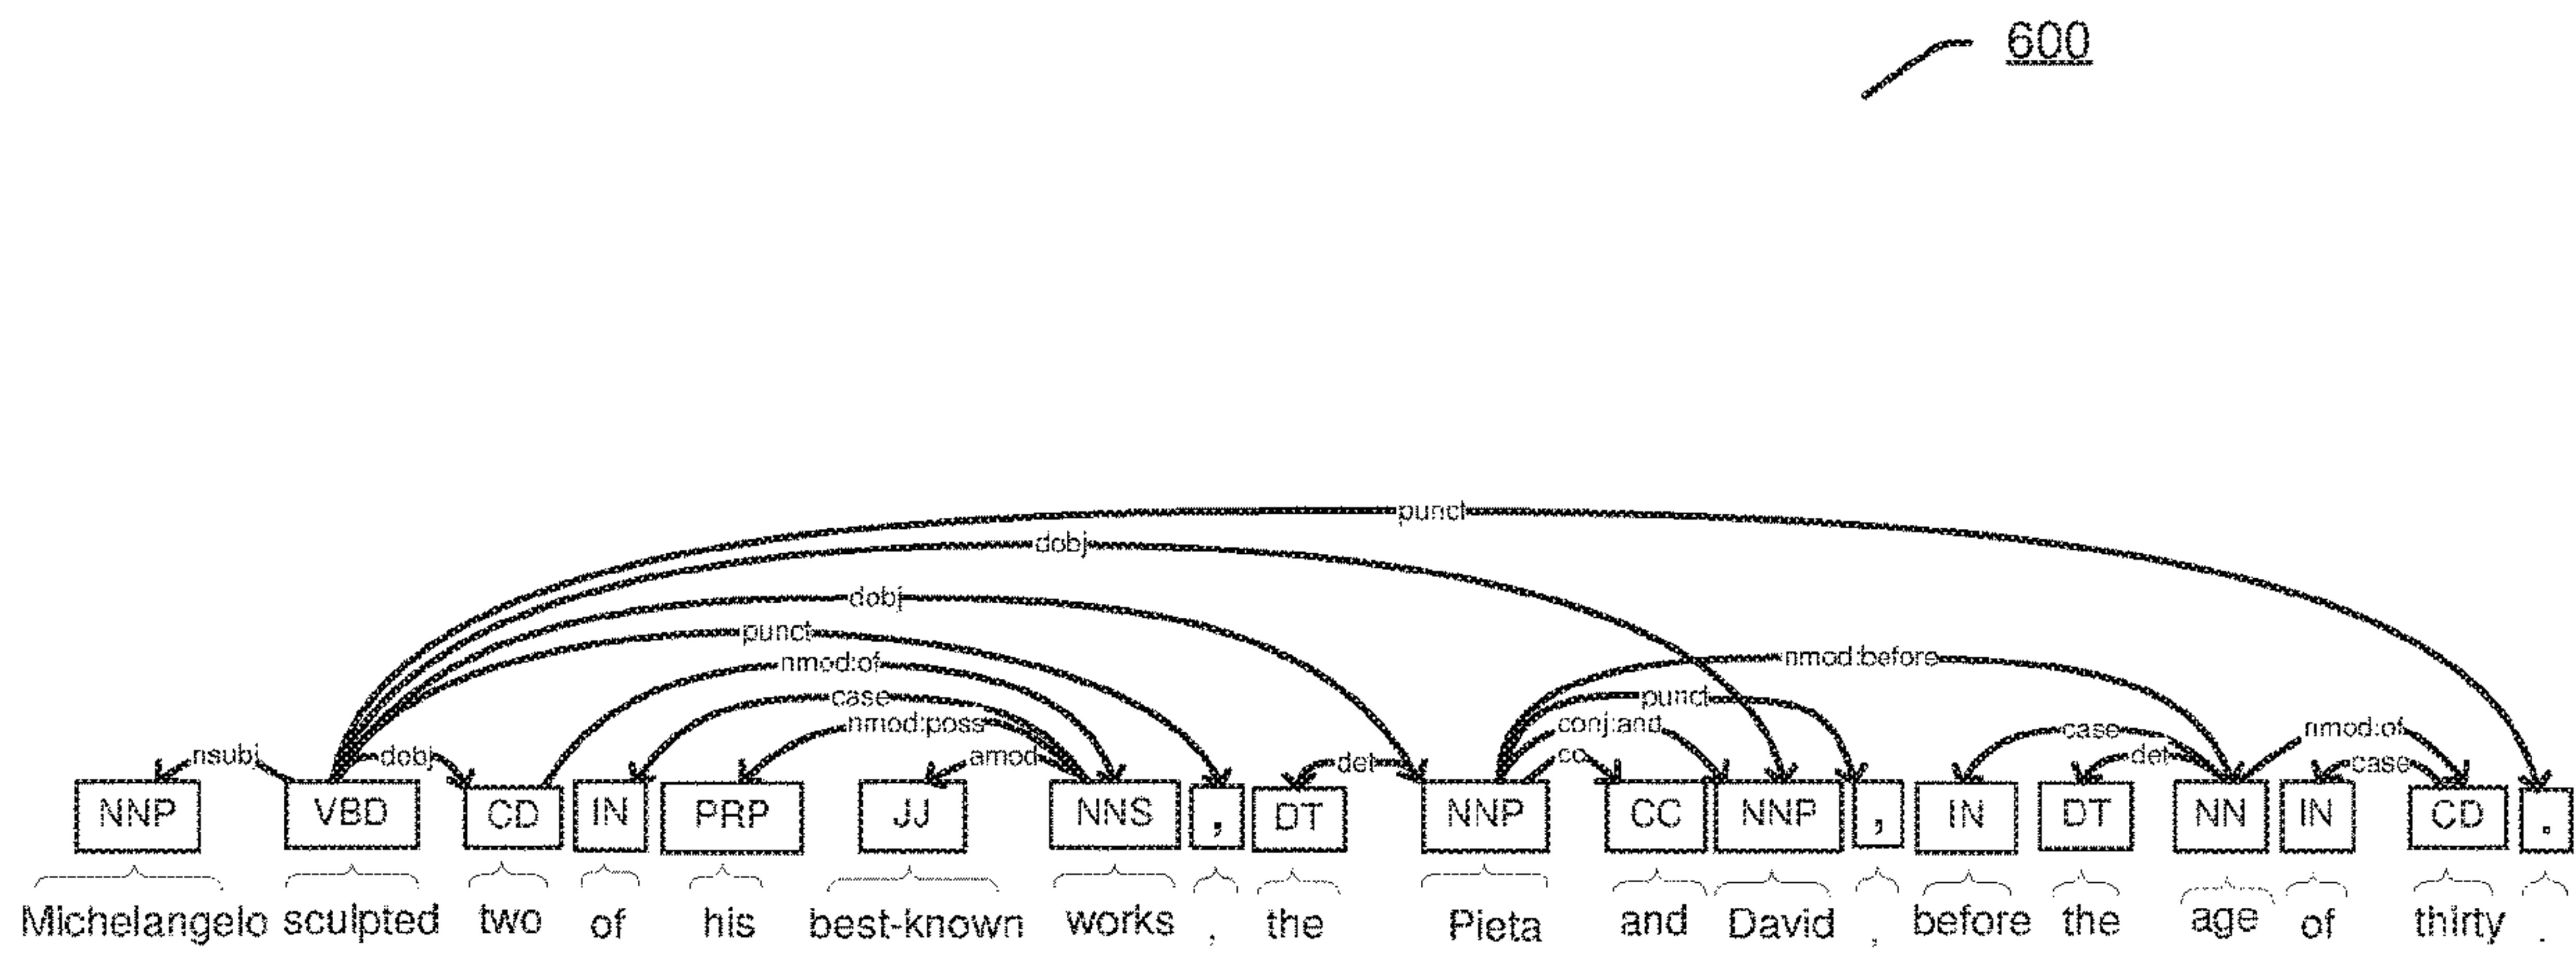 600
punct
dobj
dobj
punct
nmod:of nmod:before
case punct
nmod:poss conj:and case nmod:of
nsubj dobj amod det cc det case
NNP VBD CD IN PRP JJ NNS , DT NNP CC NNP , IN DT NN IN CD .
Michelangelo sculpted two of his best-known works , the Pieta and David , before the age of thirty .